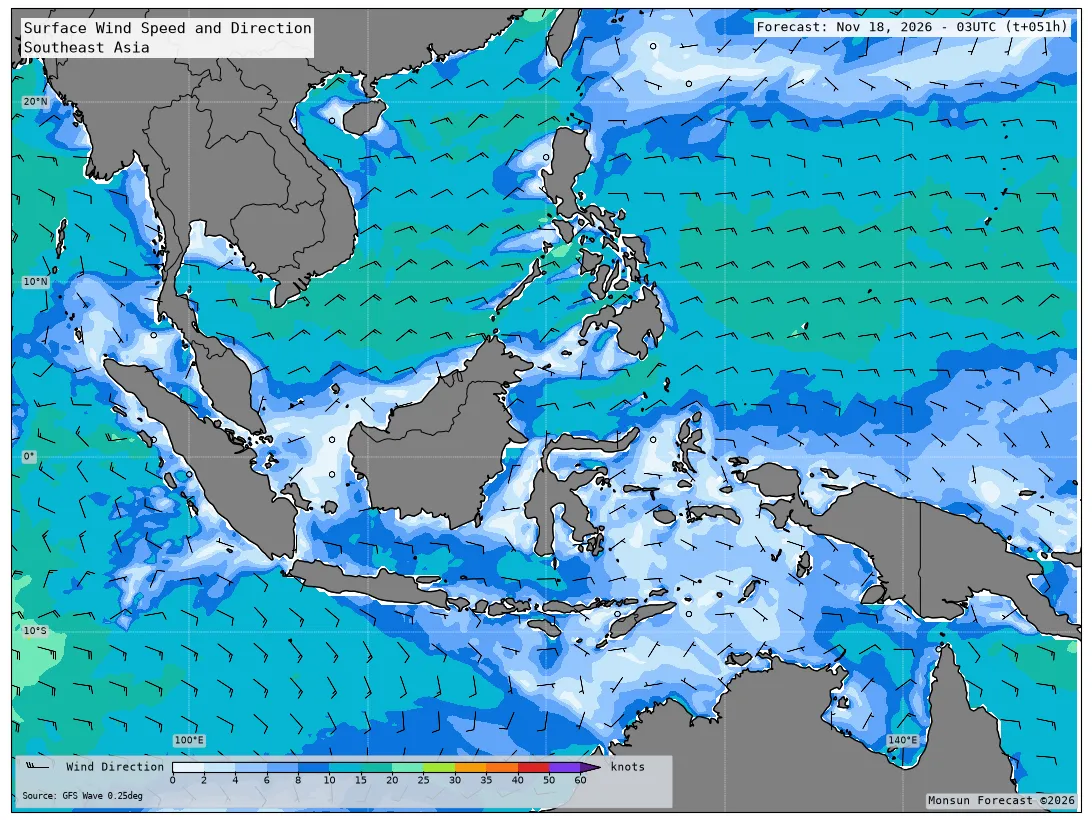 Surface Wind Speed and Direction
Southeast Asia
Forecast: Nov 18, 2026 - 03UTC (t+051h)
20°N
10°N
0°
10°S
100°E
140°E
Wind Direction
knots
0 2 4 6 8 10 15 20 25 30 35 40 50 60
Source: GFS Wave 0.25deg
Monsun Forecast ©2026